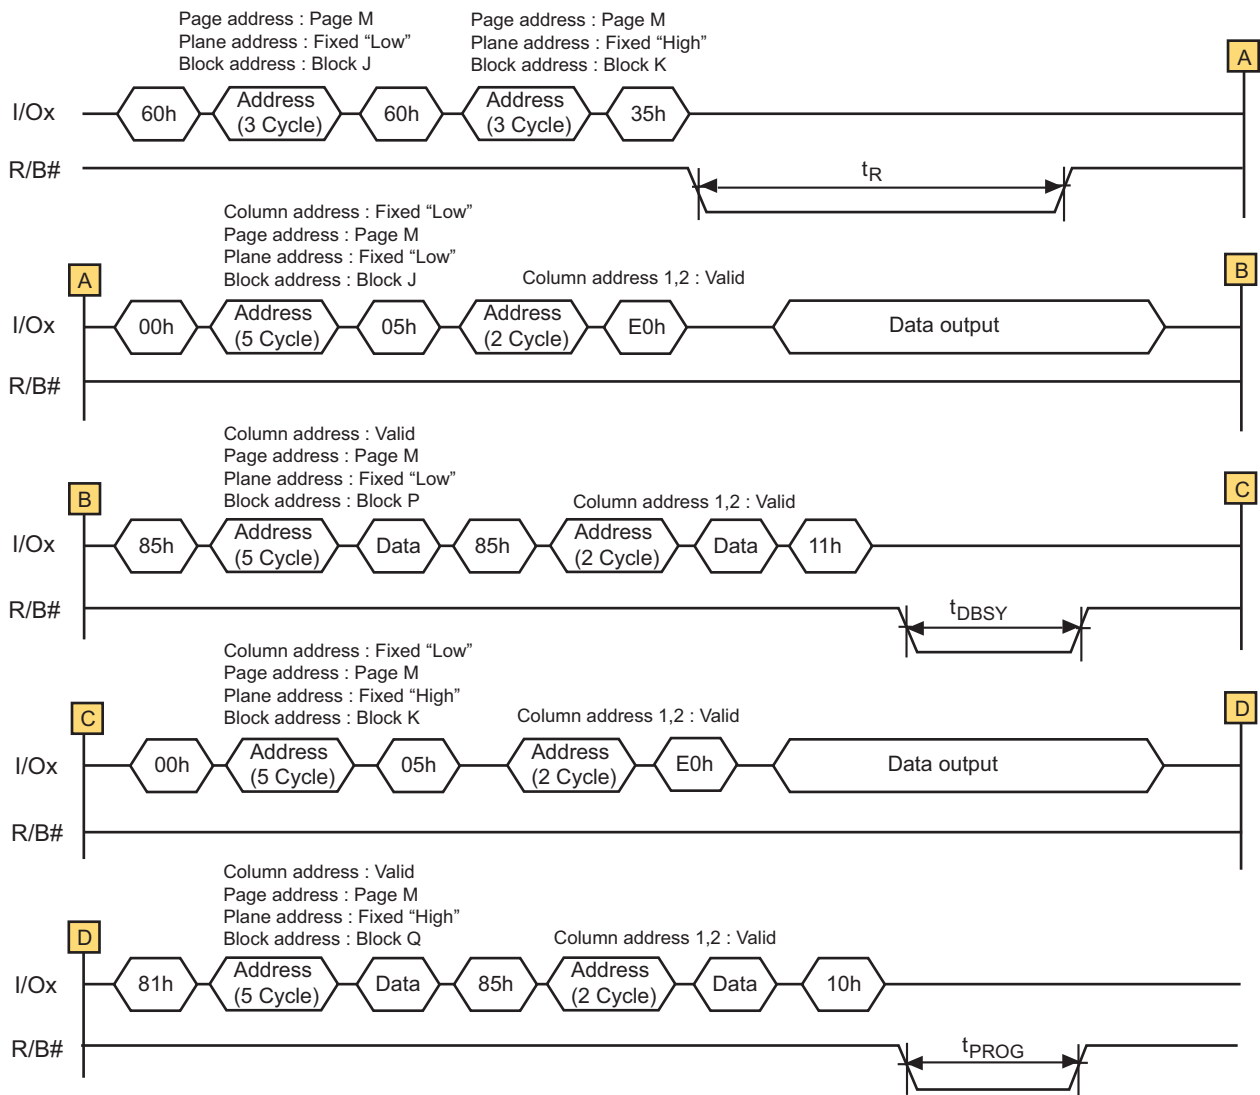 Page address : Page M
Plane address : Fixed “Low”
Block address : Block J
Page address : Page M
Plane address : Fixed “High”
Block address : Block K
A
I/Ox
60h
Address
(3 Cycle)
60h
Address
(3 Cycle)
35h
R/B#
tR
Column address : Fixed “Low”
Page address : Page M
Plane address : Fixed “Low”
Block address : Block J
Column address 1,2 : Valid
A
B
I/Ox
00h
Address
(5 Cycle)
05h
Address
(2 Cycle)
E0h
Data output
R/B#
Column address : Valid
Page address : Page M
Plane address : Fixed “Low”
Block address : Block P
Column address 1,2 : Valid
B
C
I/Ox
85h
Address
(5 Cycle)
Data
85h
Address
(2 Cycle)
Data
11h
R/B#
tDBSY
Column address : Fixed “Low”
Page address : Page M
Plane address : Fixed “High”
Block address : Block K
Column address 1,2 : Valid
C
D
I/Ox
00h
Address
(5 Cycle)
05h
Address
(2 Cycle)
E0h
Data output
R/B#
Column address : Valid
Page address : Page M
Plane address : Fixed “High”
Block address : Block Q
Column address 1,2 : Valid
D
I/Ox
81h
Address
(5 Cycle)
Data
85h
Address
(2 Cycle)
Data
10h
R/B#
tPROG